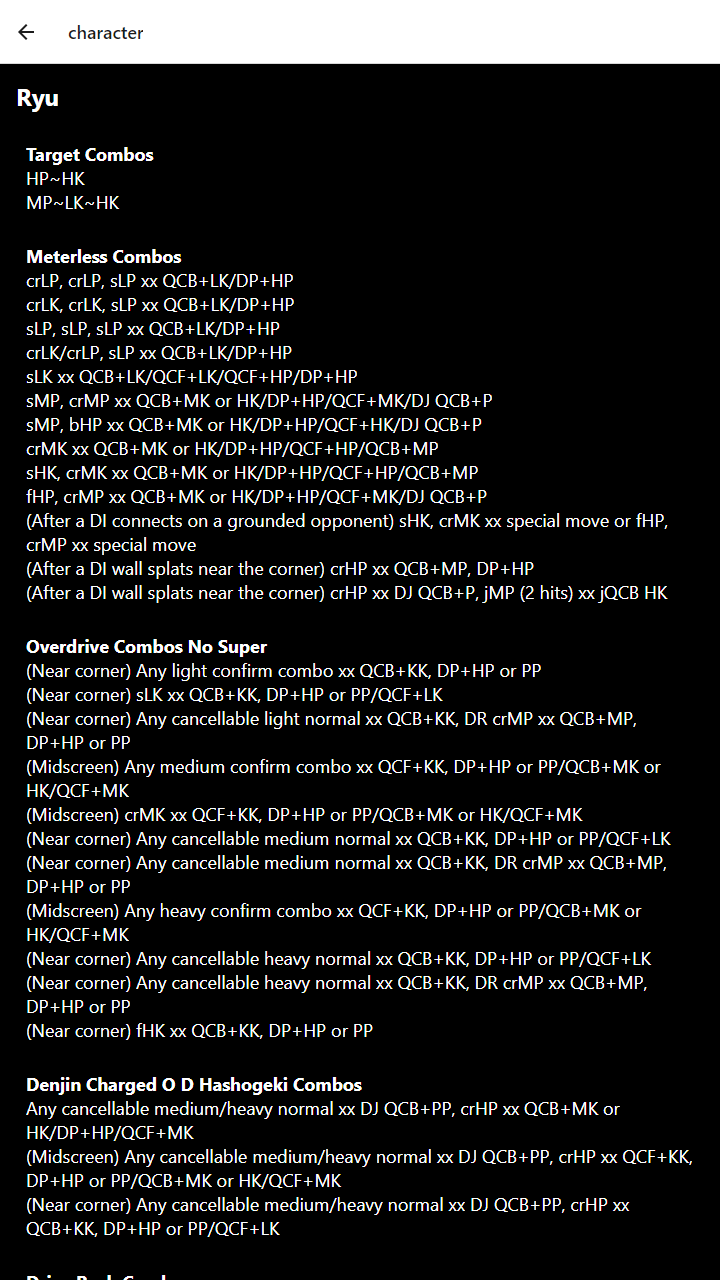 character
Ryu
Target Combos
HP~HK
MP~LK~HK
Meterless Combos
crLP, crLP, sLP xx QCB+LK/DP+HP
crLK, crLK, sLP xx QCB+LK/DP+HP
sLP, sLP, sLP xx QCB+LK/DP+HP
crLK/crLP, sLP xx QCB+LK/DP+HP
sLK xx QCB+LK/QCF+LK/QCF+HP/DP+HP
sMP, crMP xx QCB+MK or HK/DP+HP/QCF+MK/DJ QCB+P
sMP, bHP xx QCB+MK or HK/DP+HP/QCF+HK/DJ QCB+P
crMK xx QCB+MK or HK/DP+HP/QCF+HP/QCB+MP
sHK, crMK xx QCB+MK or HK/DP+HP/QCF+HP/QCB+MP
fHP, crMP xx QCB+MK or HK/DP+HP/QCF+MK/DJ QCB+P
(After a DI connects on a grounded opponent) sHK, crMK xx special move or fHP,
crMP xx special move
(After a DI wall splats near the corner) crHP xx QCB+MP, DP+HP
(After a DI wall splats near the corner) crHP xx DJ QCB+P, jMP (2 hits) xx jQCB HK
Overdrive Combos No Super
(Near corner) Any light confirm combo xx QCB+KK, DP+HP or PP
(Near corner) sLK xx QCB+KK, DP+HP or PP/QCF+LK
(Near corner) Any cancellable light normal xx QCB+KK, DR crMP xx QCB+MP,
DP+HP or PP
(Midscreen) Any medium confirm combo xx QCF+KK, DP+HP or PP/QCB+MK or
HK/QCF+MK
(Midscreen) crMK xx QCF+KK, DP+HP or PP/QCB+MK or HK/QCF+MK
(Near corner) Any cancellable medium normal xx QCB+KK, DP+HP or PP/QCF+LK
(Near corner) Any cancellable medium normal xx QCB+KK, DR crMP xx QCB+MP,
DP+HP or PP
(Midscreen) Any heavy confirm combo xx QCF+KK, DP+HP or PP/QCB+MK or
HK/QCF+MK
(Near corner) Any cancellable heavy normal xx QCB+KK, DP+HP or PP/QCF+LK
(Near corner) Any cancellable heavy normal xx QCB+KK, DR crMP xx QCB+MP,
DP+HP or PP
(Near corner) fHK xx QCB+KK, DP+HP or PP
Denjin Charged O D Hashogeki Combos
Any cancellable medium/heavy normal xx DJ QCB+PP, crHP xx QCB+MK or
HK/DP+HP/QCF+MK
(Midscreen) Any cancellable medium/heavy normal xx DJ QCB+PP, crHP xx QCF+KK,
DP+HP or PP/QCB+MK or HK/QCF+MK
(Near corner) Any cancellable medium/heavy normal xx DJ QCB+PP, crHP xx
QCB+KK, DP+HP or PP/QCF+LK